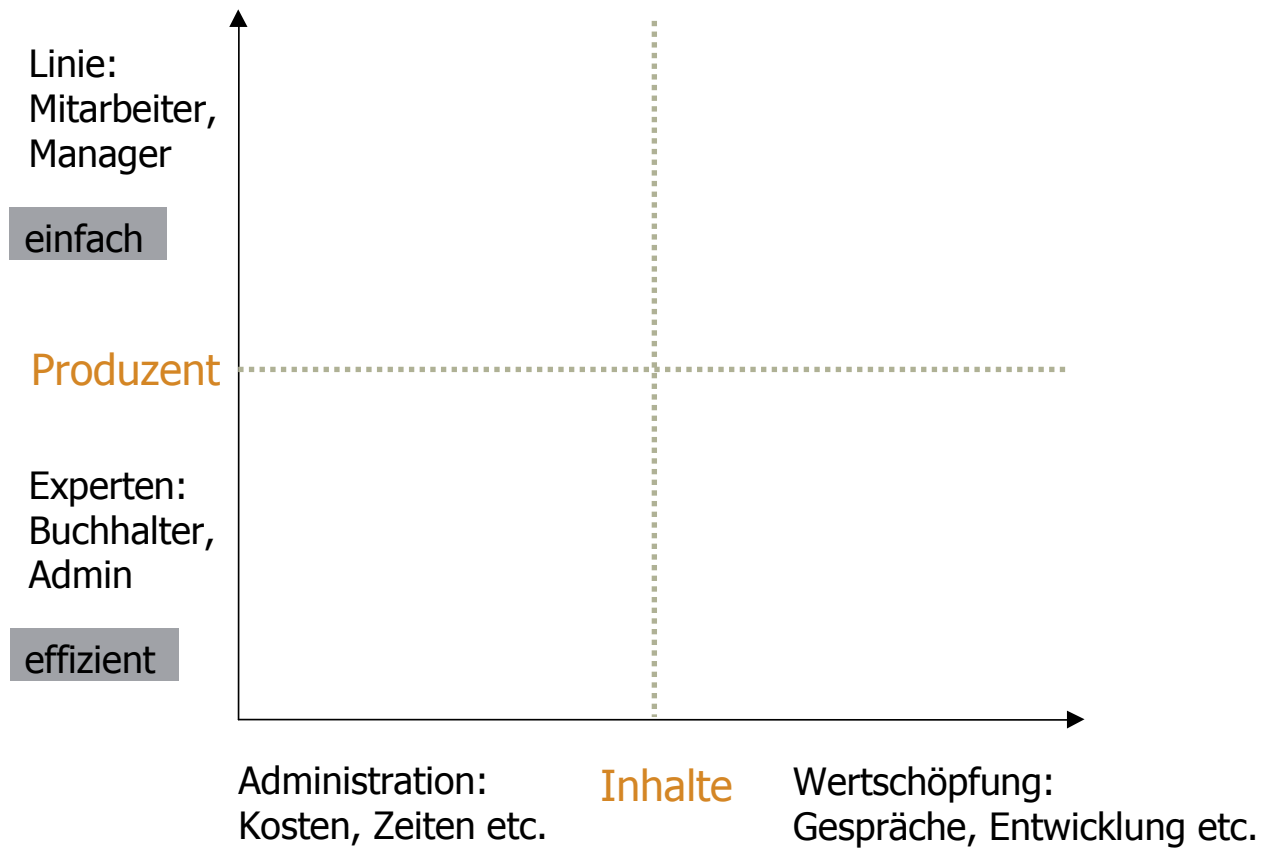 Linie:
Mitarbeiter,
Manager
einfach
Produzent
Experten:
Buchhalter,
Admin
effizient
Administration:
Kosten, Zeiten etc.
Inhalte
Wertschöpfung:
Gespräche, Entwicklung etc.